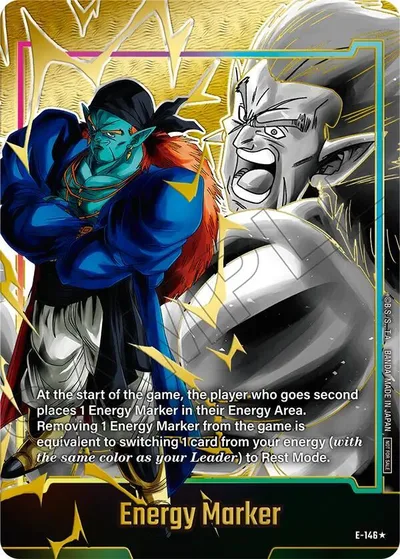 At the start of the game, the player who goes second
places 1 Energy Marker in their Energy Area.
Removing 1 Energy Marker from the game is
equivalent to switching 1 card from your energy (with
the same color as your Leader) to Rest Mode.
Energy Marker
E-146★
©B.S./S.,T.A. BANDAI MADE IN JAPAN
NOT FOR SALE
SAMPLE